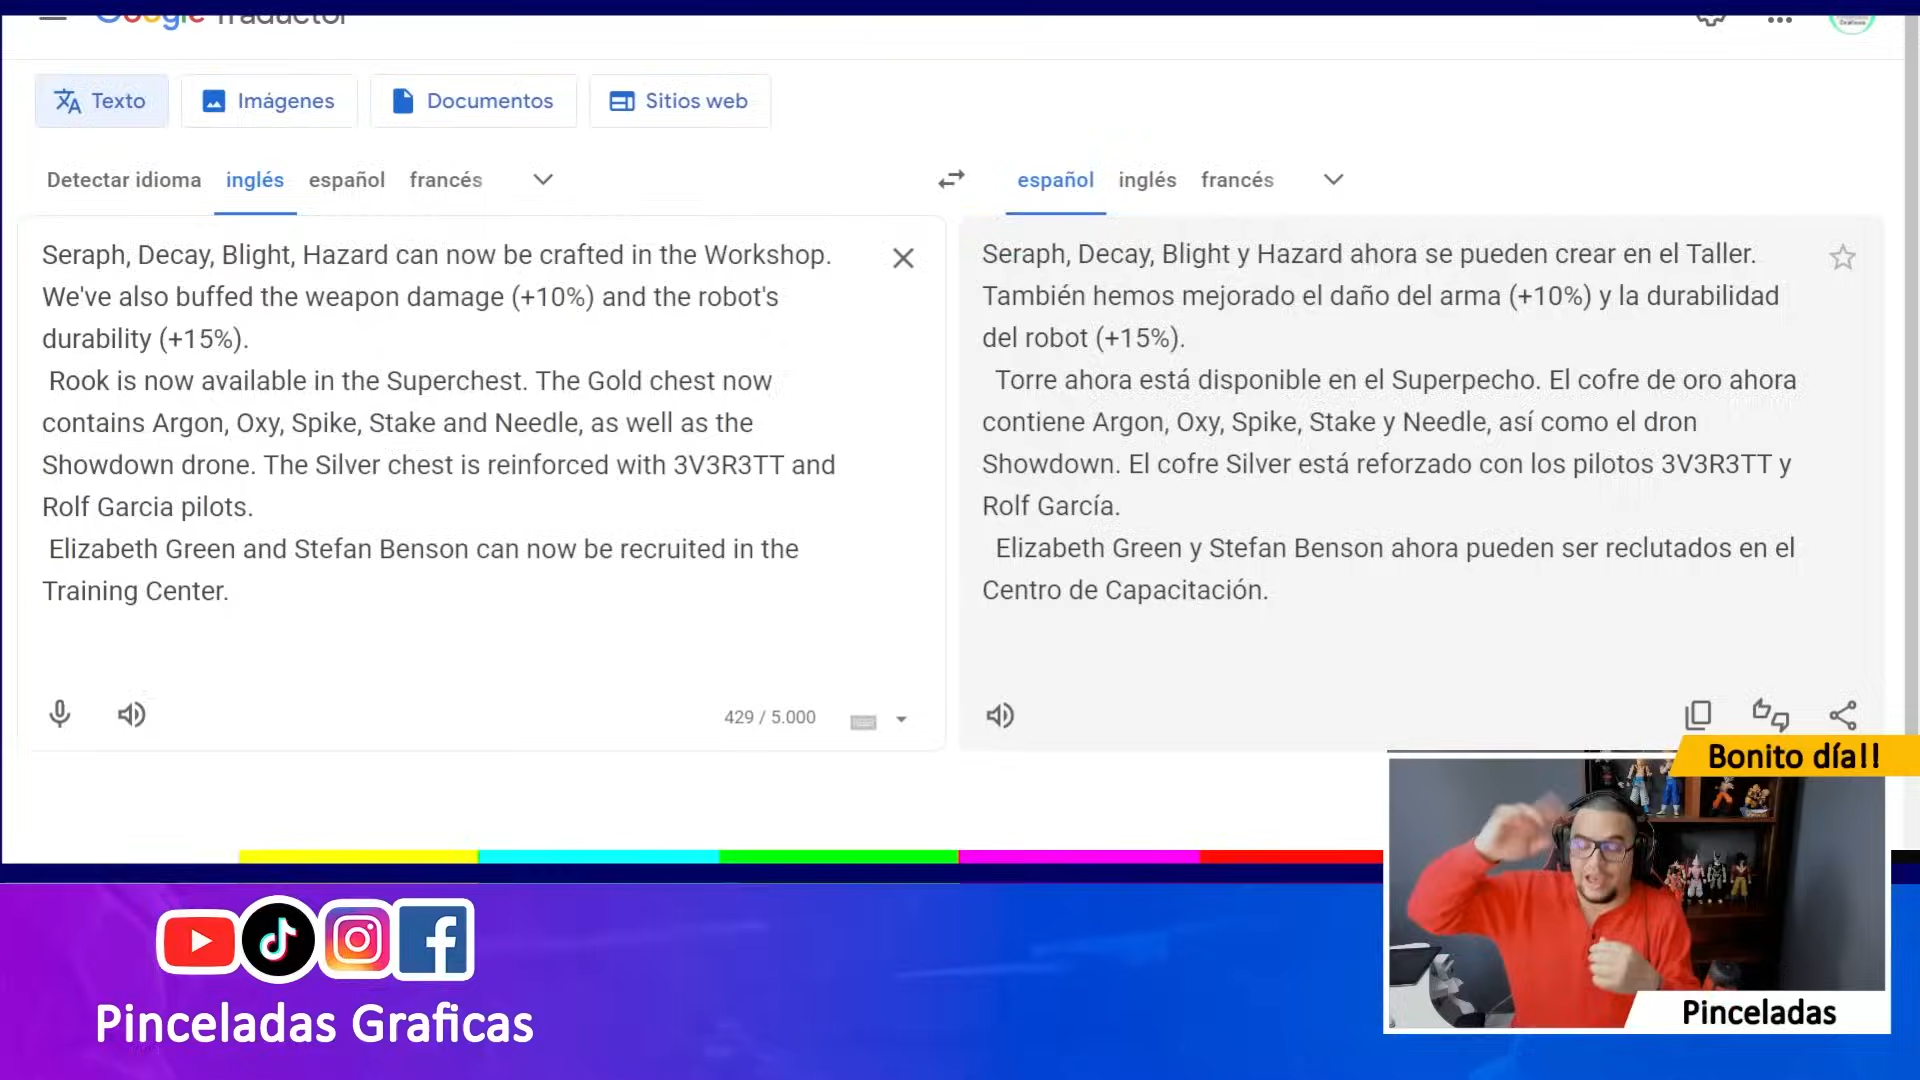 Google Traductor
Texto
Imágenes
Documentos
Sitios web
Detectar idioma inglés español francés
español inglés francés
Seraph, Decay, Blight, Hazard can now be crafted in the Workshop.
We've also buffed the weapon damage (+10%) and the robot's
durability (+15%).
Rook is now available in the Superchest. The Gold chest now
contains Argon, Oxy, Spike, Stake and Needle, as well as the
Showdown drone. The Silver chest is reinforced with 3V3R3TT and
Rolf Garcia pilots.
Elizabeth Green and Stefan Benson can now be recruited in the
Training Center.
429 / 5.000
Seraph, Decay, Blight y Hazard ahora se pueden crear en el Taller.
También hemos mejorado el daño del arma (+10%) y la durabilidad
del robot (+15%).
Torre ahora está disponible en el Superpecho. El cofre de oro ahora
contiene Argon, Oxy, Spike, Stake y Needle, así como el dron
Showdown. El cofre Silver está reforzado con los pilotos 3V3R3TT y
Rolf García.
Elizabeth Green y Stefan Benson ahora pueden ser reclutados en el
Centro de Capacitación.
Bonito día!!
Pinceladas
Pinceladas Graficas